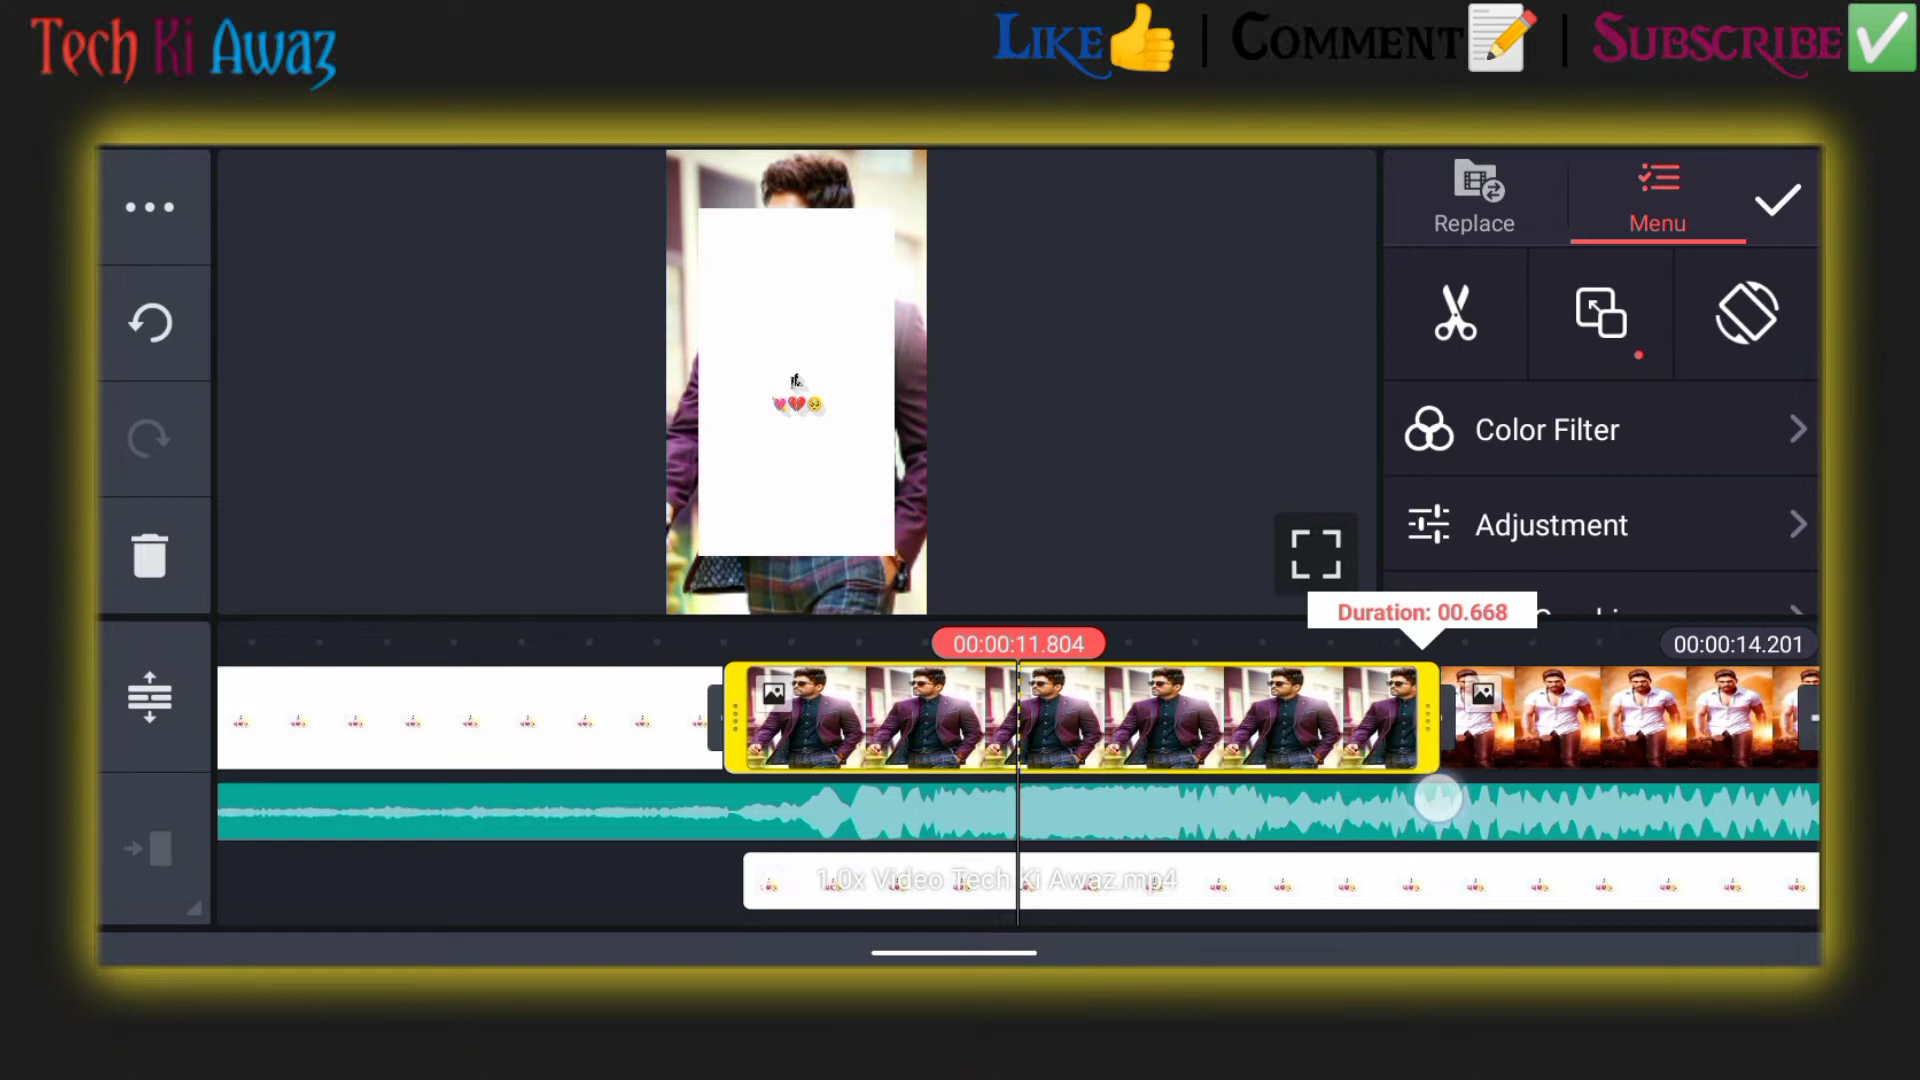 Tech Ki Awaz
Like👍 | Comment📝 | Subscribe✅
Replace
Menu
Color Filter
Adjustment
Duration: 00.668
00:00:11.804
00:00:14.201
1.0x Video Tech Ki Awaz.mp4